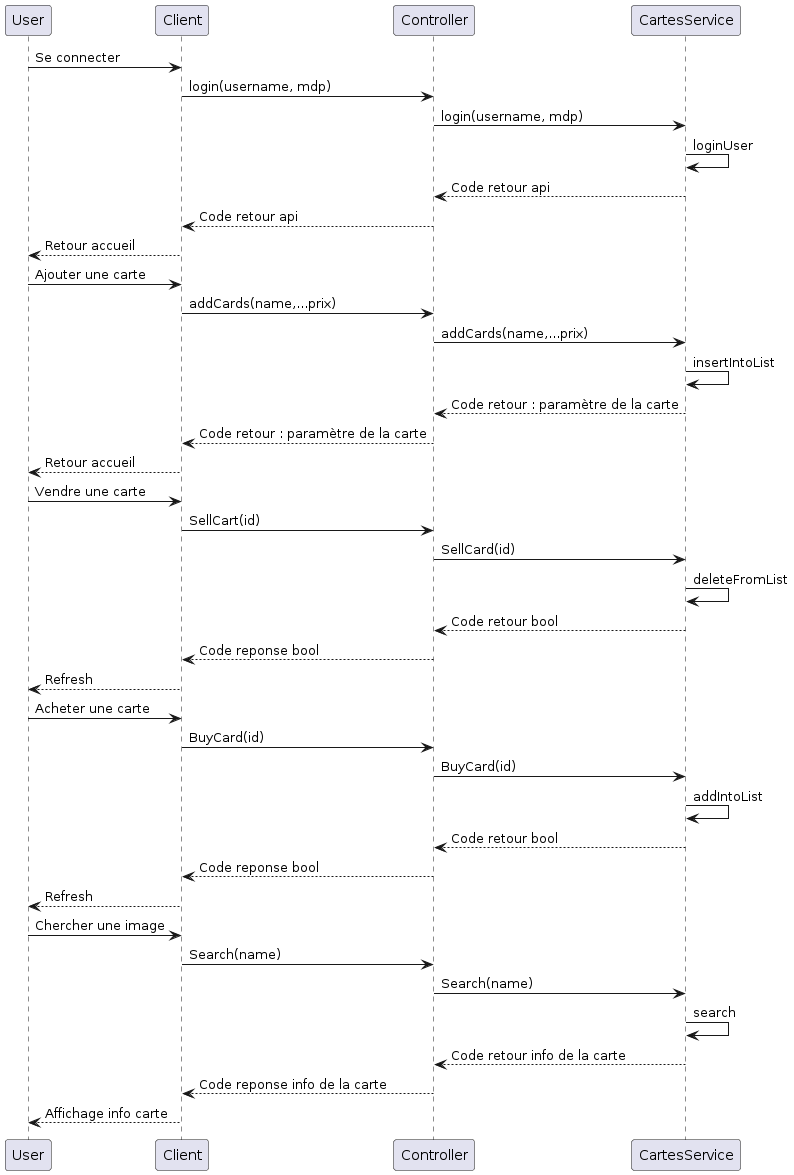 User Client Controller CartesService
Se connecter
login(username, mdp)
login(username, mdp)
loginUser
Code retour api
Code retour api
Retour accueil
Ajouter une carte
addCards(name,...prix)
addCards(name,...prix)
insertIntoList
Code retour : paramètre de la carte
Code retour : paramètre de la carte
Retour accueil
Vendre une carte
SellCart(id)
SellCard(id)
deleteFromList
Code retour bool
Code reponse bool
Refresh
Acheter une carte
BuyCard(id)
BuyCard(id)
addIntoList
Code retour bool
Code reponse bool
Refresh
Chercher une image
Search(name)
Search(name)
search
Code retour info de la carte
Code reponse info de la carte
Affichage info carte
User Client Controller CartesService